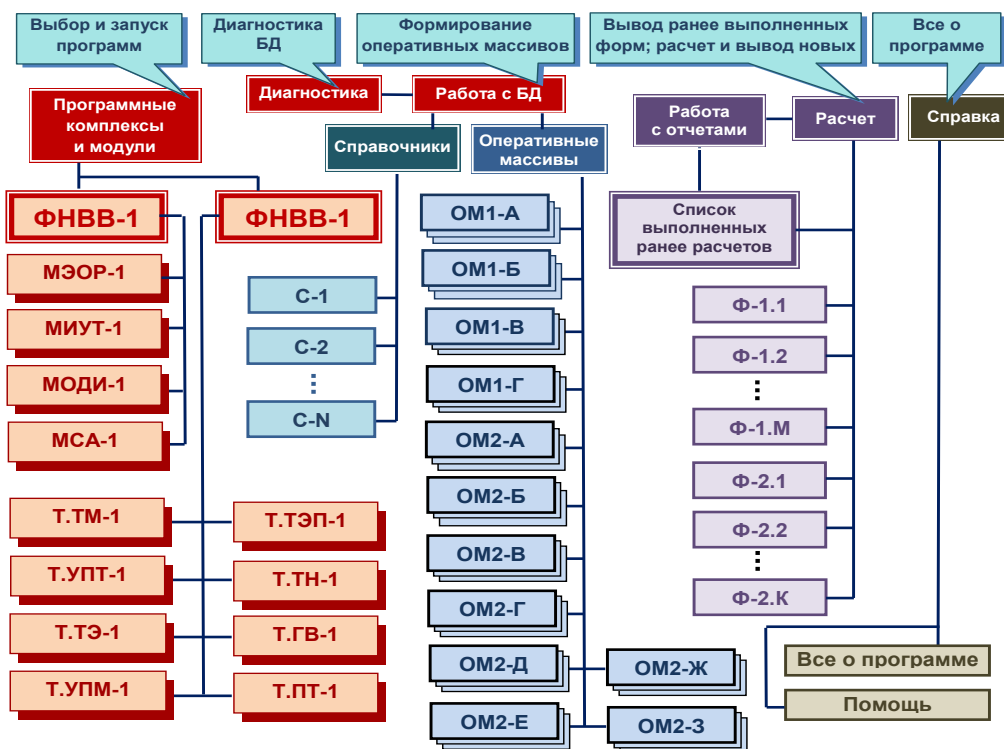 Выбор и запуск
программ
Диагностика
БД
Формирование
оперативных массивов
Вывод ранее выполненных
форм; расчет и вывод новых
Все о
программе
Программные
комплексы
и модули
Диагностика
Работа с БД
Справочники
Оперативные
массивы
Работа
с отчетами
Расчет
Справка
ФНВВ-1
ФНВВ-1
МЭОР-1
МИУТ-1
МОДИ-1
МСА-1
Т.ТМ-1
Т.ТЭП-1
Т.УПТ-1
Т.ТН-1
Т.ТЭ-1
Т.ГВ-1
Т.УПМ-1
Т.ПТ-1
С-1
С-2
⋮
С-N
ОМ1-А
ОМ1-Б
ОМ1-В
ОМ1-Г
ОМ2-А
ОМ2-Б
ОМ2-В
ОМ2-Г
ОМ2-Д
ОМ2-Ж
ОМ2-Е
ОМ2-З
Список
выполненных
ранее расчетов
Ф-1.1
Ф-1.2
⋮
Ф-1.М
Ф-2.1
Ф-2.2
⋮
Ф-2.К
Все о программе
Помощь